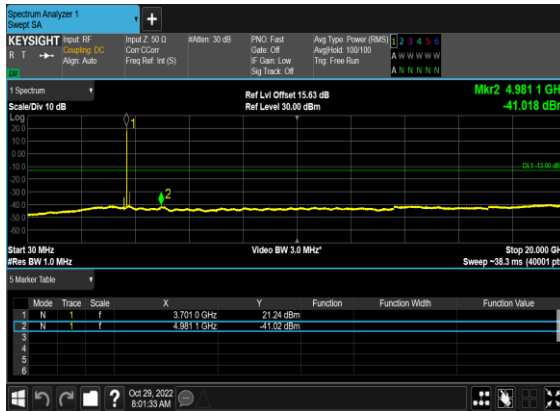 Spectrum Analyzer 1
Swept SA
+
KEYSIGHT Input: RF Input Z: 50 Ω #Atten: 30 dB PNO: Fast Avg Type: Power (RMS) 1 2 3 4 5 6
R T Coupling: DC Corr CCorr Gate: Off Avg|Hold: 100/100 A W W W W W
Align: Auto Freq Ref: Int (S) IF Gain: Low Trig: Free Run
LXI Sig Track: Off A N N N N N
1 Spectrum Ref Lvl Offset 15.63 dB Mkr2 4.981 1 GH
Scale/Div 10 dB Ref Level 30.00 dBm -41.018 dBr
Log
1
20.0
10.0
0.00
-10.0
DL1 -13.00 dB
-20.0
-30.0
2
-40.0
-50.0
-60.0
Start 30 MHz Video BW 3.0 MHz* Stop 20.000 GH
#Res BW 1.0 MHz Sweep ~38.3 ms (40001 pt
5 Marker Table
Mode Trace Scale X Y Function Function Width Function Value
1 N 1 f 3.701 0 GHz 21.24 dBm
2 N 1 f 4.981 1 GHz -41.02 dBm
3
4
5
6
? Oct 29, 2022
8:01:33 AM